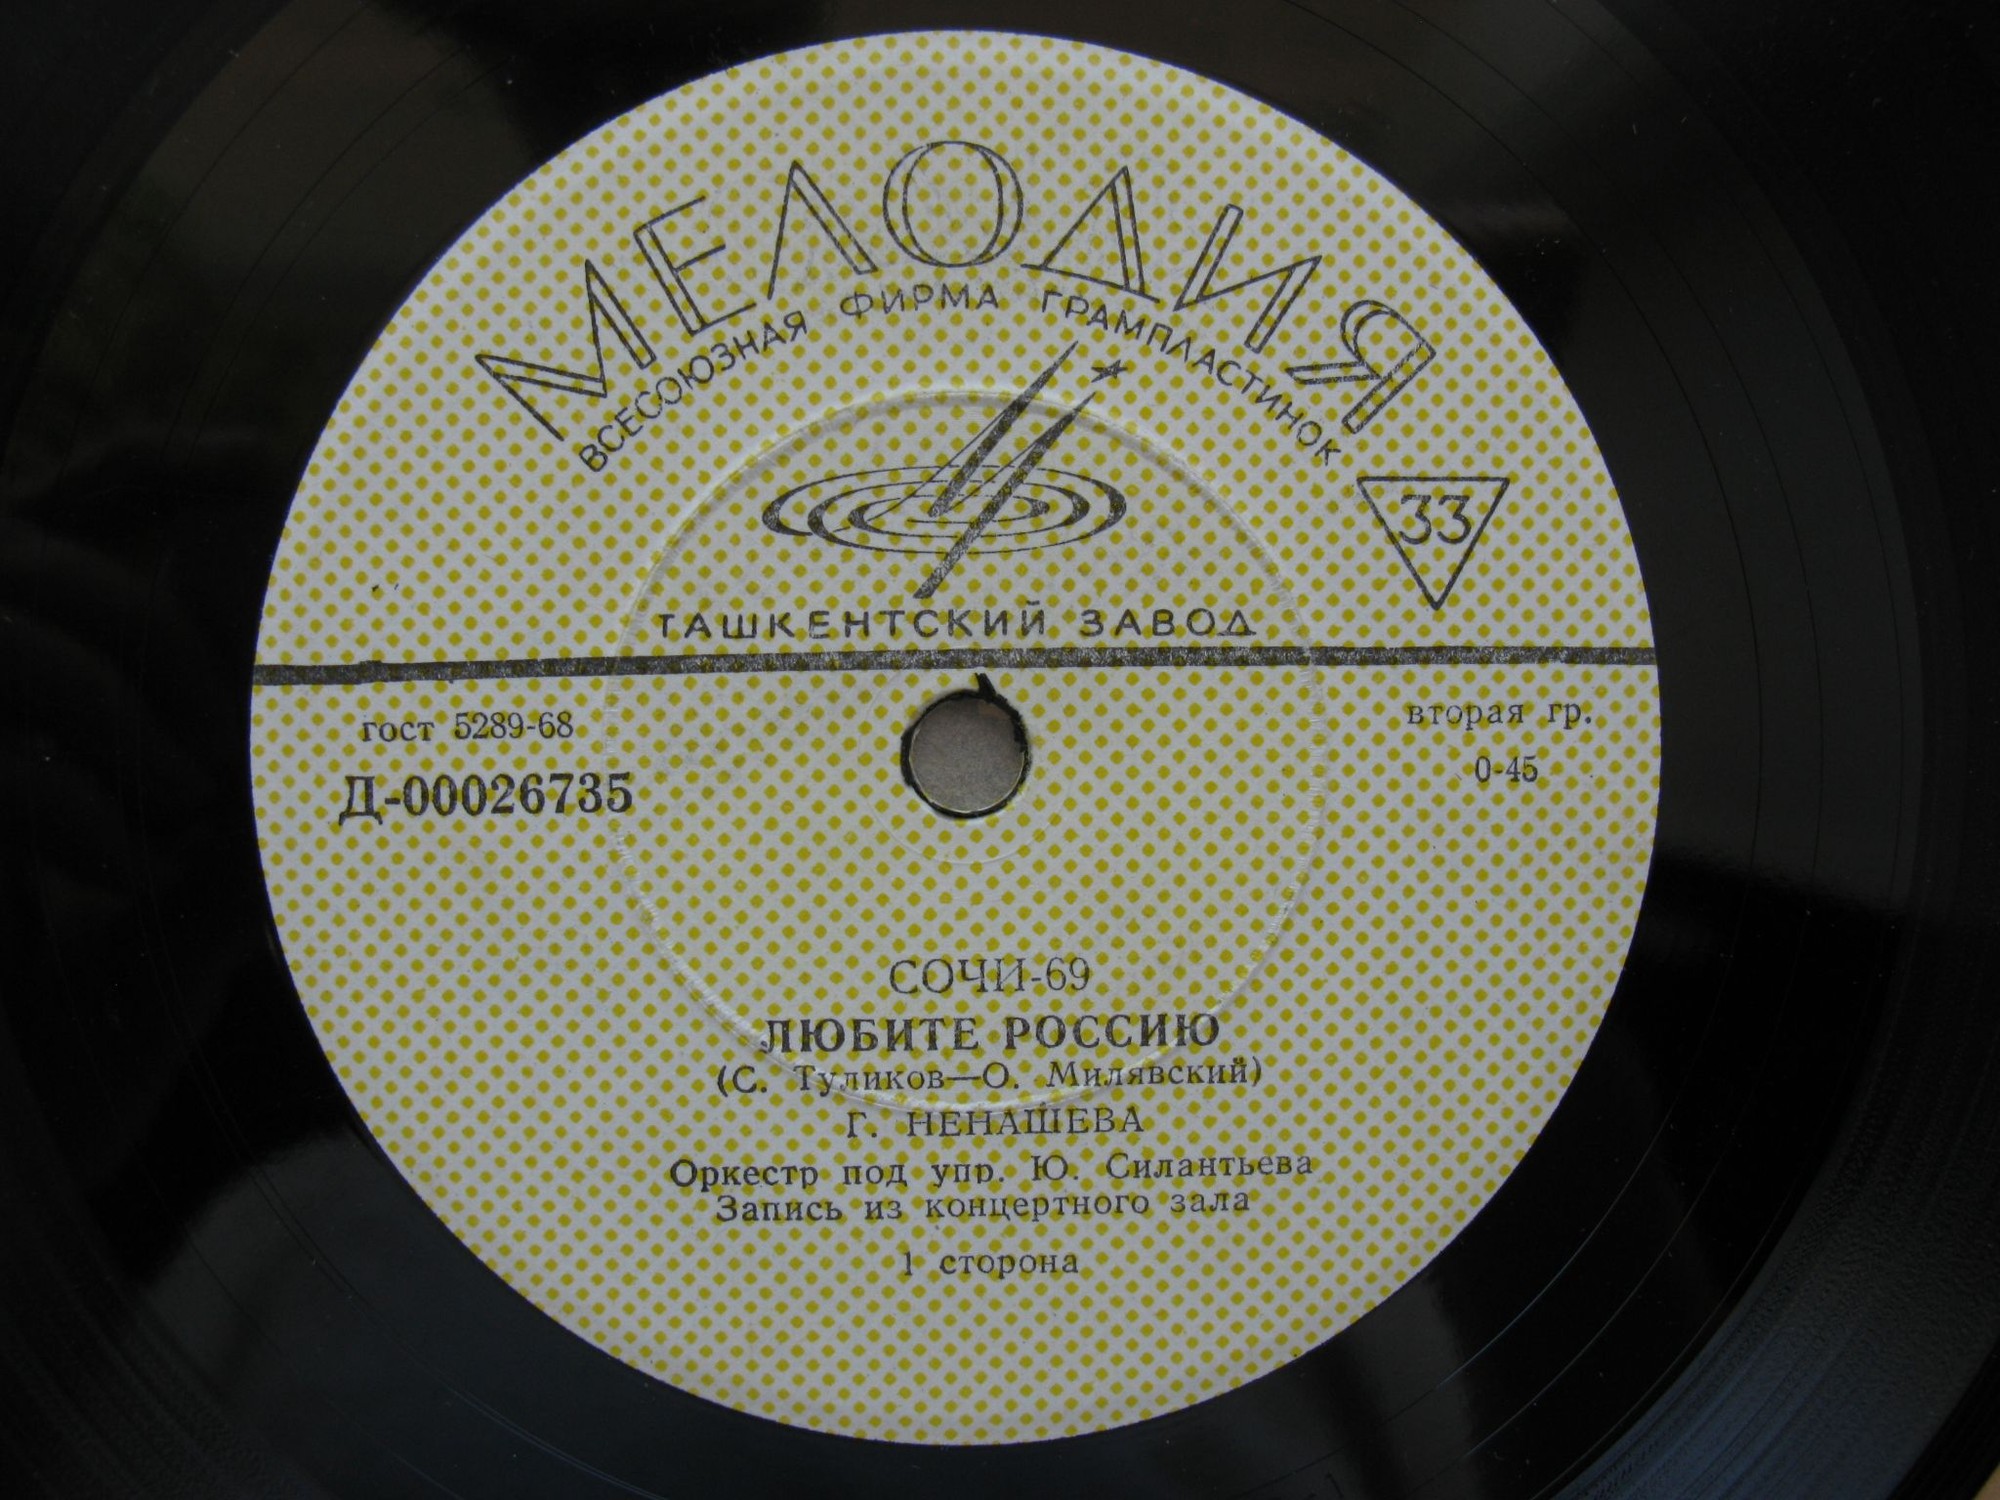 МЕЛОДИЯ
ВСЕСОЮЗНАЯ ФИРМА ГРАМПЛАСТИНОК
33
ТАШКЕНТСКИЙ ЗАВОД
гост 5289-68
вторая гр.
Д-00026735
0-45
СОЧИ-69
ЛЮБИТЕ РОССИЮ
(С. Туликов—О. Милявский)
Г. НЕНАШЕВА
Оркестр под упр. Ю. Силантьева
Запись из концертного зала
1 сторона